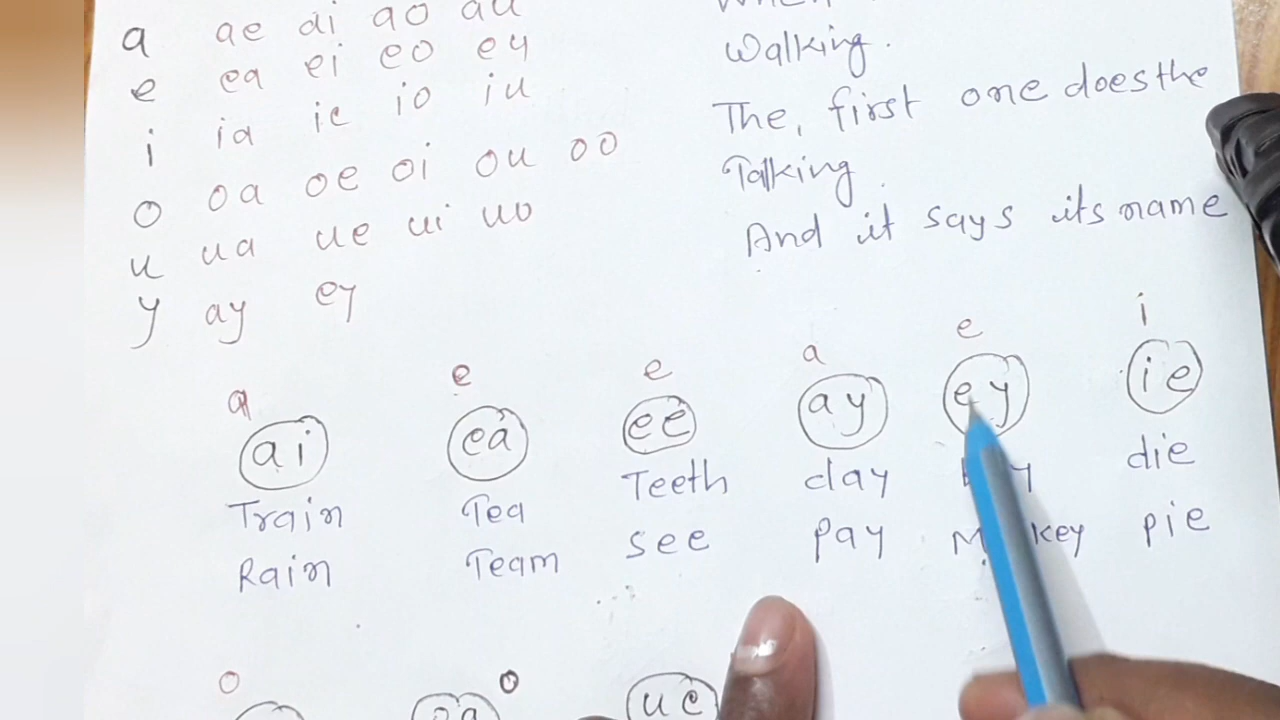 a ae ai ao au
e ea ei eo ey
i ia ie io iu
o oa oe oi ou oo
u ua ue ui uo
y ay ey
Walking.
The, first one does the
Talking
And it says its name
a e e a e i
ai ea ee ay ey ie
Train Tea Teeth clay die
Rain Team see pay pie
o o
oa ue